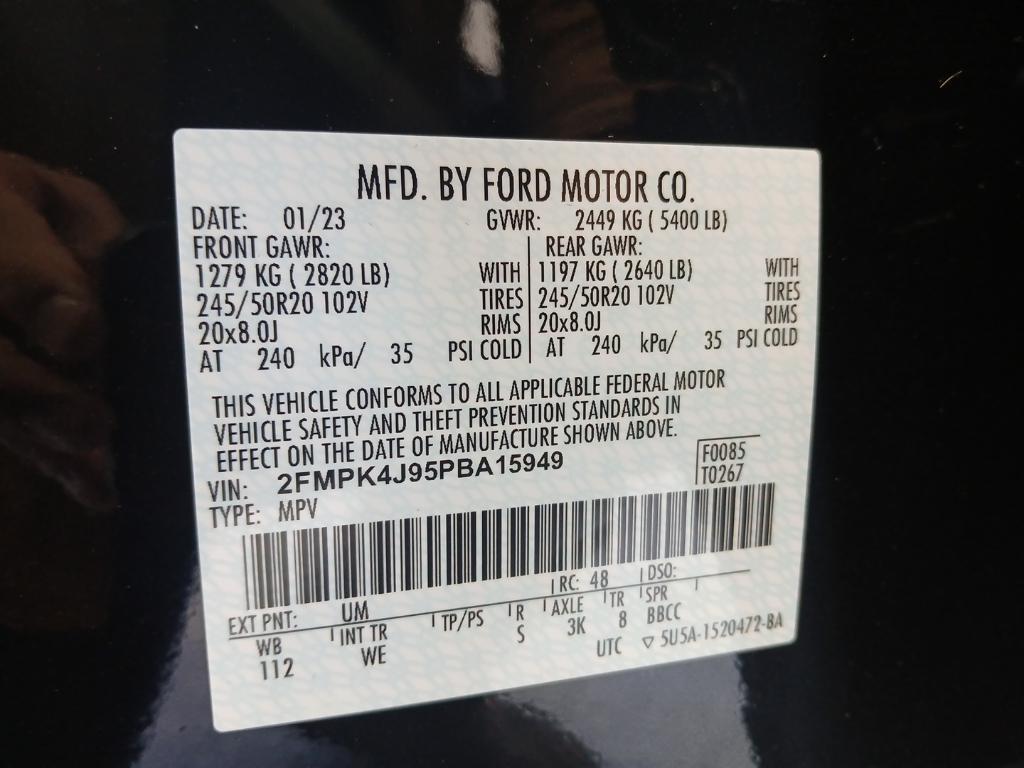 MFD. BY FORD MOTOR CO.
DATE: 01/23 GVWR: 2449 KG ( 5400 LB)
FRONT GAWR: REAR GAWR:
1279 KG ( 2820 LB) WITH 1197 KG ( 2640 LB) WITH
245/50R20 102V TIRES 245/50R20 102V TIRES
20x8.0J RIMS 20x8.0J RIMS
AT 240 kPa/ 35 PSI COLD AT 240 kPa/ 35 PSI COLD
THIS VEHICLE CONFORMS TO ALL APPLICABLE FEDERAL MOTOR
VEHICLE SAFETY AND THEFT PREVENTION STANDARDS IN
EFFECT ON THE DATE OF MANUFACTURE SHOWN ABOVE.
VIN: 2FMPK4J95PBA15949 F0085
TYPE: MPV T0267
EXT PNT: UM RC: 48 DSO:
WB INT TR TP/PS R AXLE TR SPR
112 WE S 3K 8 BBCC
UTC ▽ 5U5A-1520472-BA